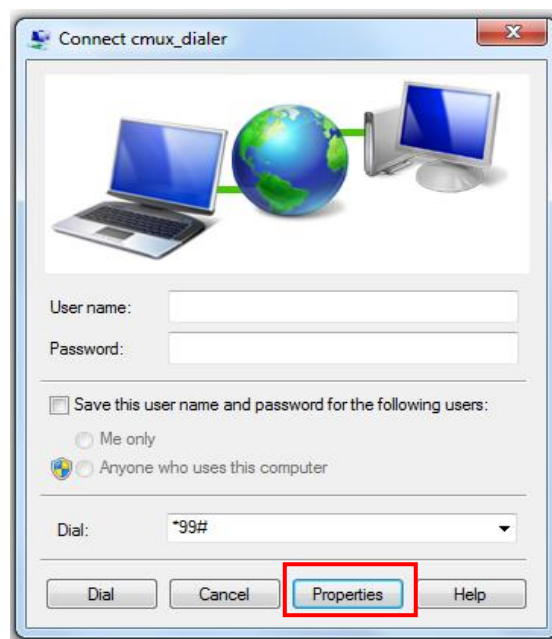 Connect cmux_dialer
User name:
Password:
Save this user name and password for the following users:
Me only
Anyone who uses this computer
Dial: *99#
Dial Cancel Properties Help